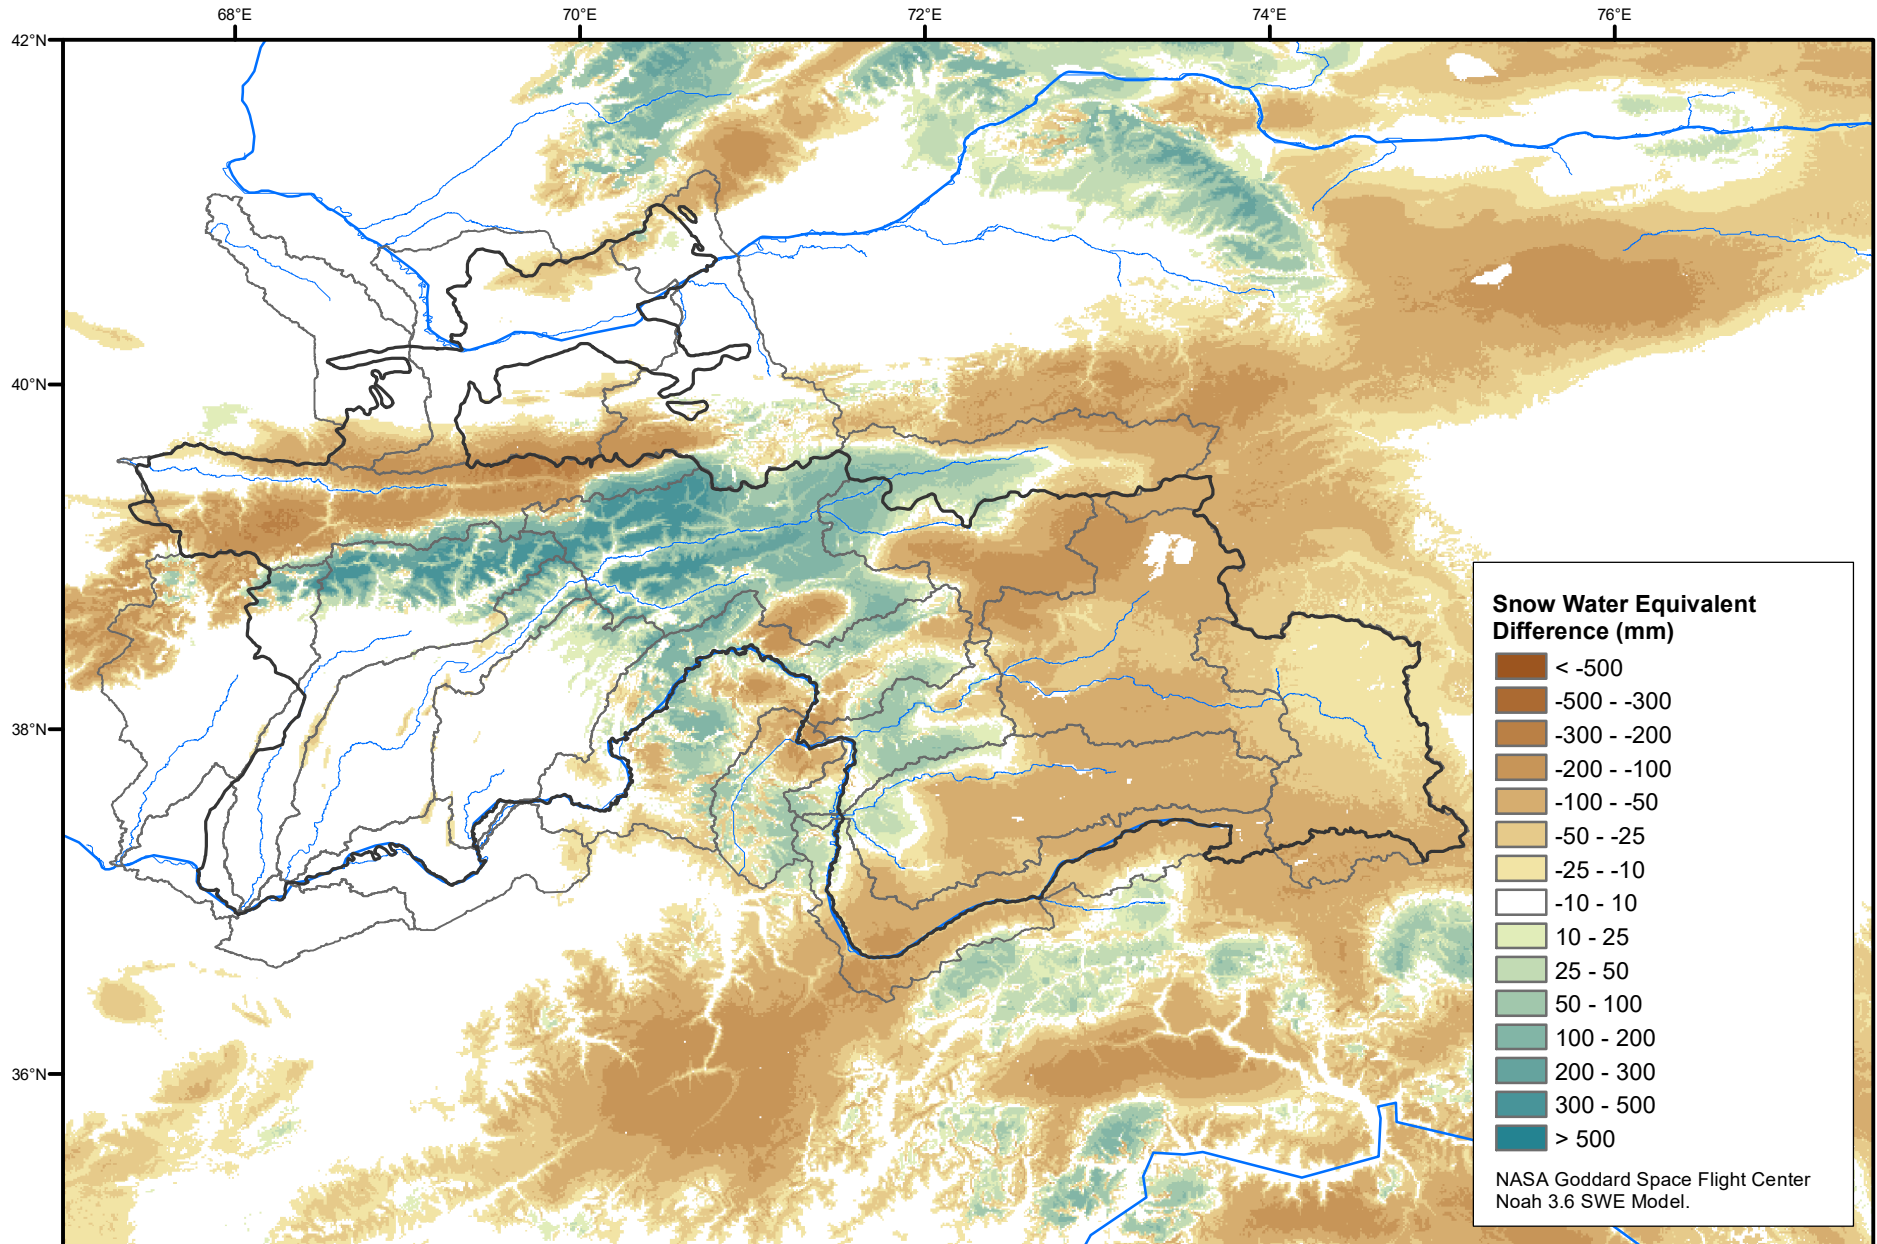 68°E 70°E 72°E 74°E 76°E
42°N
40°N
38°N
36°N
Snow Water Equivalent
Difference (mm)
< -500
-500 - -300
-300 - -200
-200 - -100
-100 - -50
-50 - -25
-25 - -10
-10 - 10
10 - 25
25 - 50
50 - 100
100 - 200
200 - 300
300 - 500
> 500
NASA Goddard Space Flight Center
Noah 3.6 SWE Model.